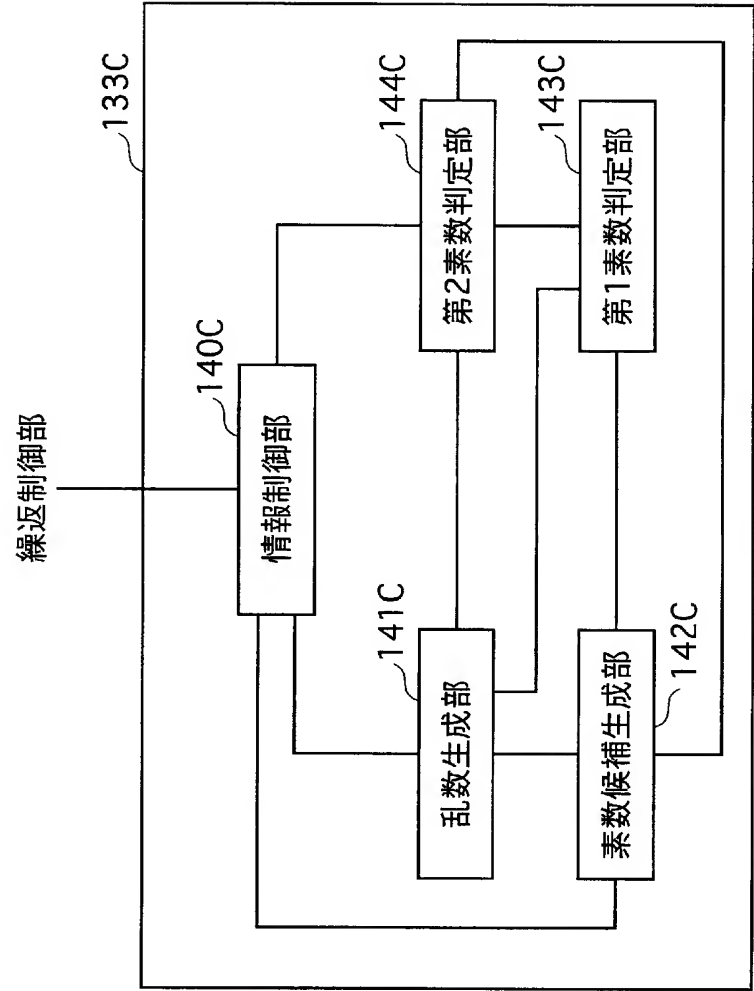 繰返制御部
133C
140C
情報制御部
141C
乱数生成部
144C
第2素数判定部
142C
素数候補生成部
143C
第1素数判定部